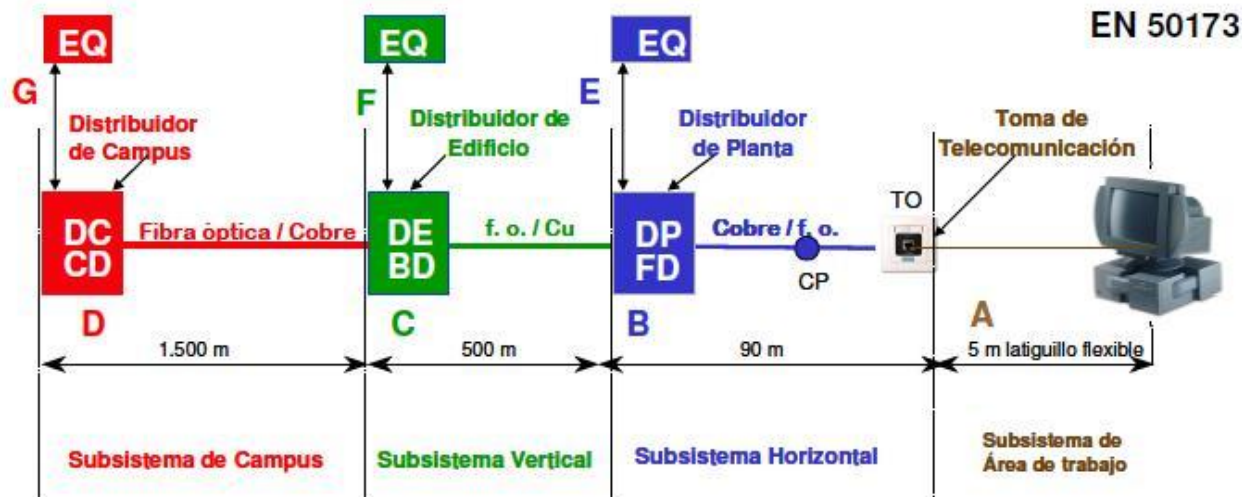 EN 50173
EQ
EQ
EQ
G
F
E
Distribuidor
de Campus
Distribuidor de
Edificio
Distribuidor
de Planta
Toma de
Telecomunicación
TO
DC
CD
Fibra òptica / Cobre
DE
BD
f. o. / Cu
DP
FD
Cobre / f. o.
CP
D
C
B
A
1.500 m
500 m
90 m
5 m latiguillo flexible
Subsistema de Campus
Subsistema Vertical
Subsistema Horizontal
Subsistema de
Área de trabajo